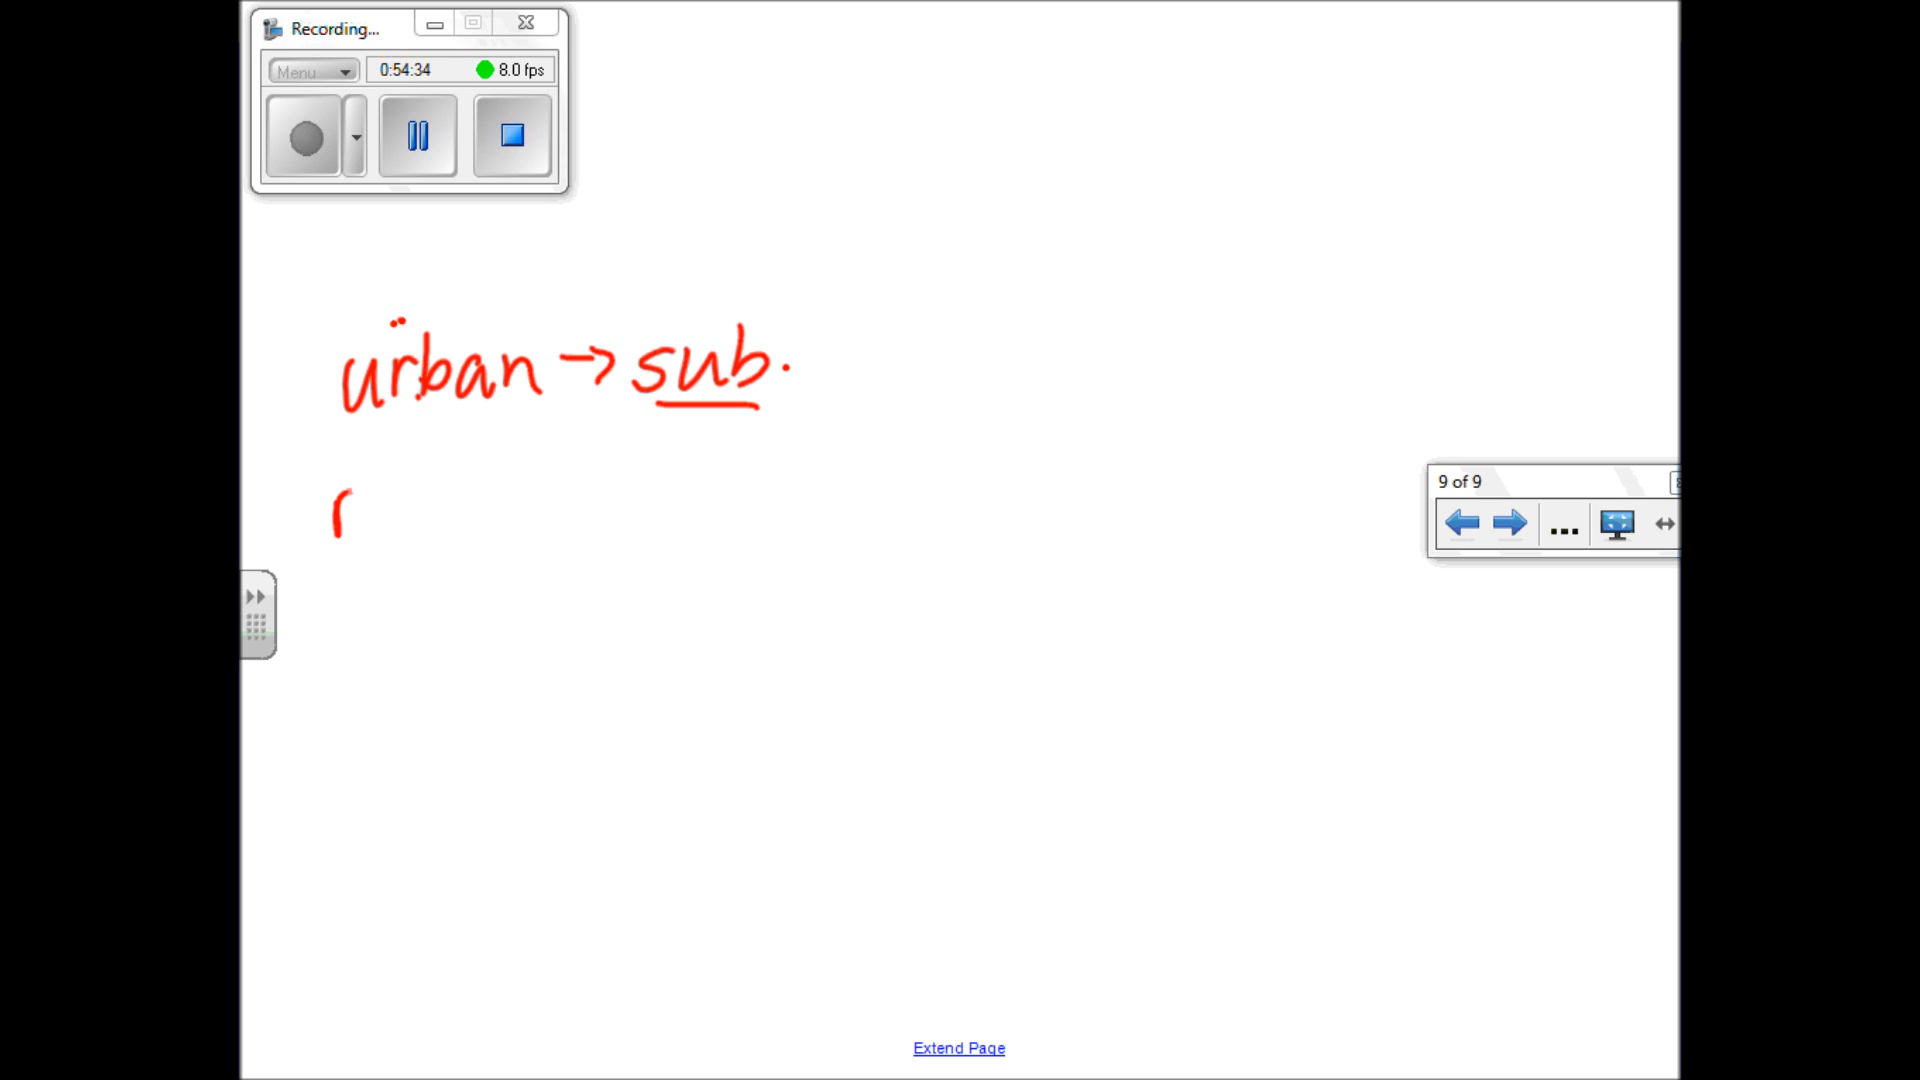 Recording...
Menu 0:54:34 8.0 fps
urban → sub.
r
9 of 9
Extend Page